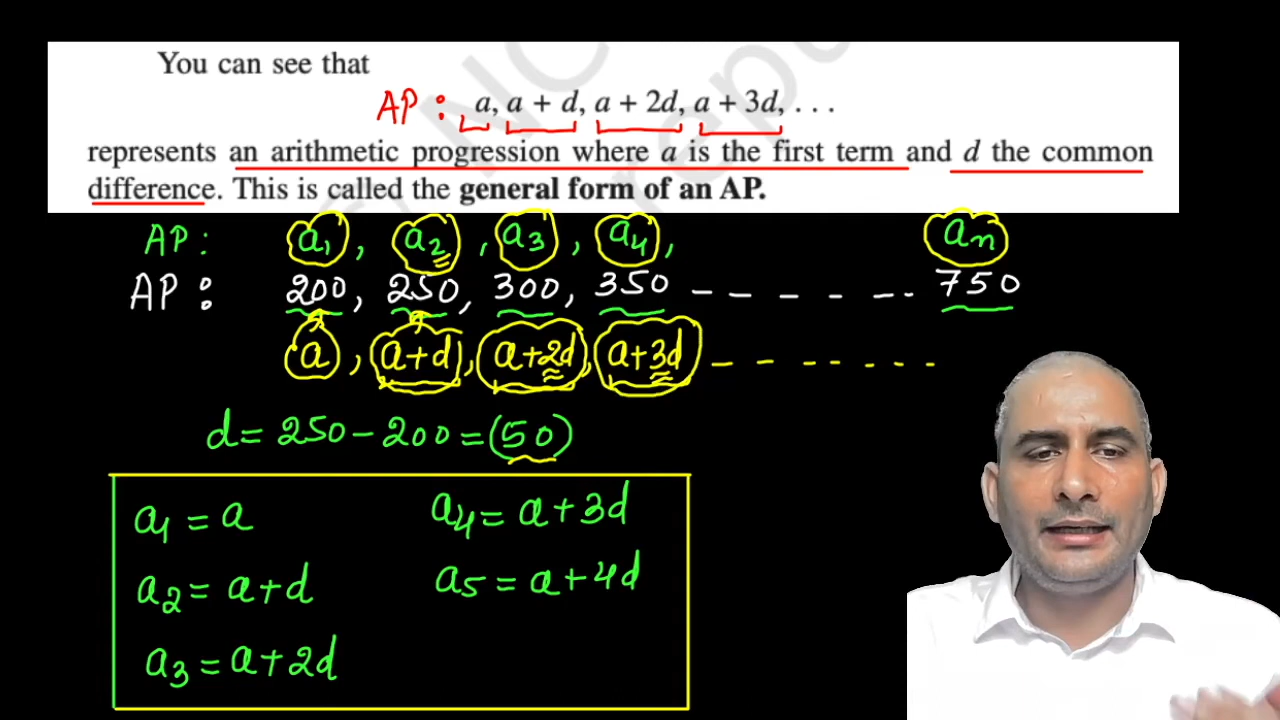 You can see that
AP : a, a + d, a + 2d, a + 3d, . . .
represents an arithmetic progression where a is the first term and d the common
difference. This is called the general form of an AP.
AP : a₁, a₂, a₃, a₄, aₙ
AP : 200, 250, 300, 350 – – – – – – 750
a, a+d, a+2d, a+3d – – – – – – –
d = 250 – 200 = (50)
a₁ = a
a₂ = a+d
a₃ = a+2d
a₄ = a+3d
a₅ = a+4d